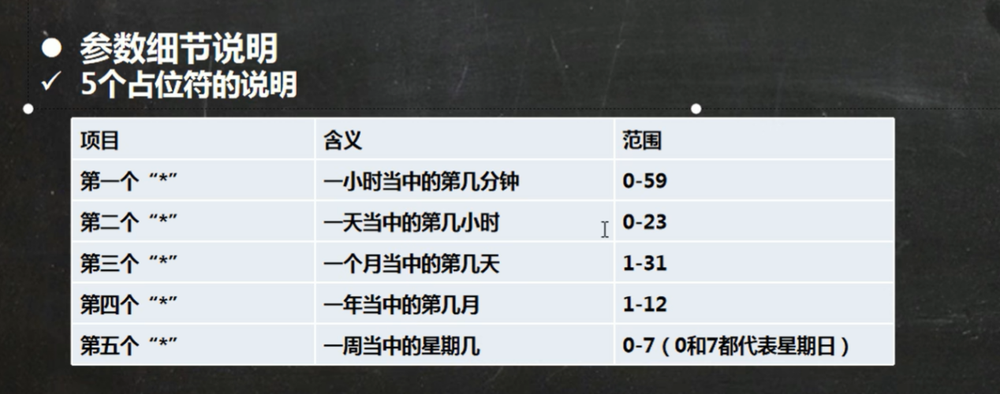 参数细节说明
5个占位符的说明
项目 含义 范围
第一个“*” 一小时当中的第几分钟 0-59
第二个“*” 一天当中的第几小时 0-23
第三个“*” 一个月当中的第几天 1-31
第四个“*” 一年当中的第几月 1-12
第五个“*” 一周当中的星期几 0-7（0和7都代表星期日）